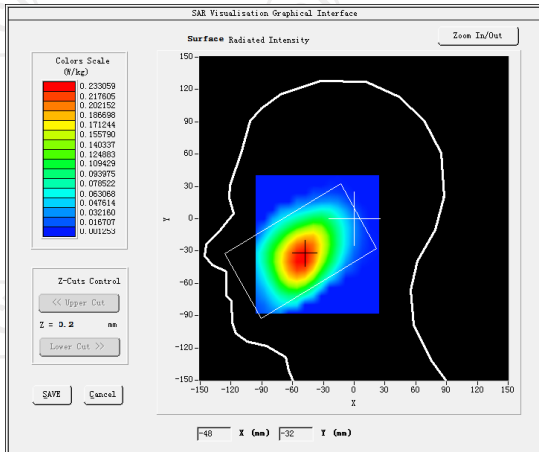 SAR Visualisation Graphical Interface
Surface Radiated Intensity
Zoom In/Out
Colors Scale
(W/kg)
0.233059
0.217605
0.202152
0.186698
0.171244
0.155790
0.140337
0.124883
0.109429
0.093975
0.078522
0.063068
0.047614
0.032160
0.016707
0.001253
Z-Cuts Control
<< Upper Cut
Z = 0.2 mm
Lower Cut >>
SAVE Cancel
150
120
90
60
30
0
-30
-60
-90
-120
-150
Y
-150 -120 -90 -60 -30 0 30 60 90 120 150
X
-48 X (mm) -32 Y (mm)